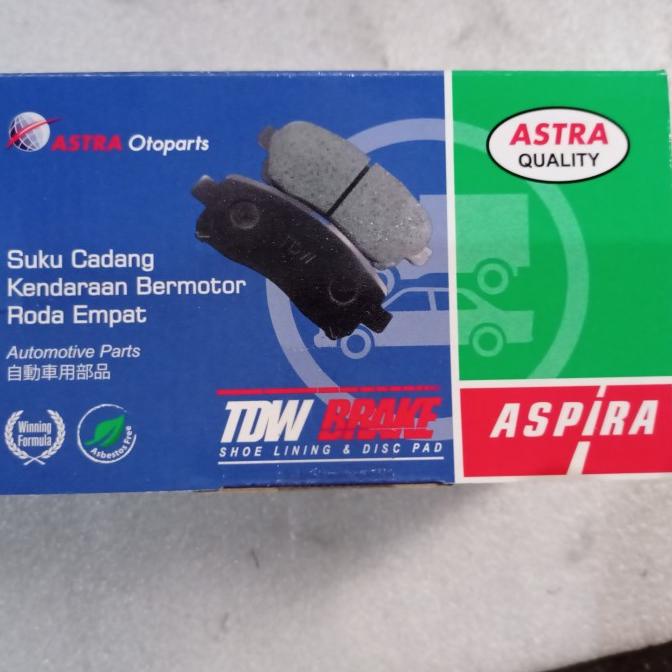 ASTRA Otoparts
ASTRA
QUALITY
TDW
Suku Cadang
Kendaraan Bermotor
Roda Empat
Automotive Parts
自動車用部品
Winning
Formula
Asbestos Free
TDW BRAKE
SHOE LINING & DISC PAD
ASPIRA